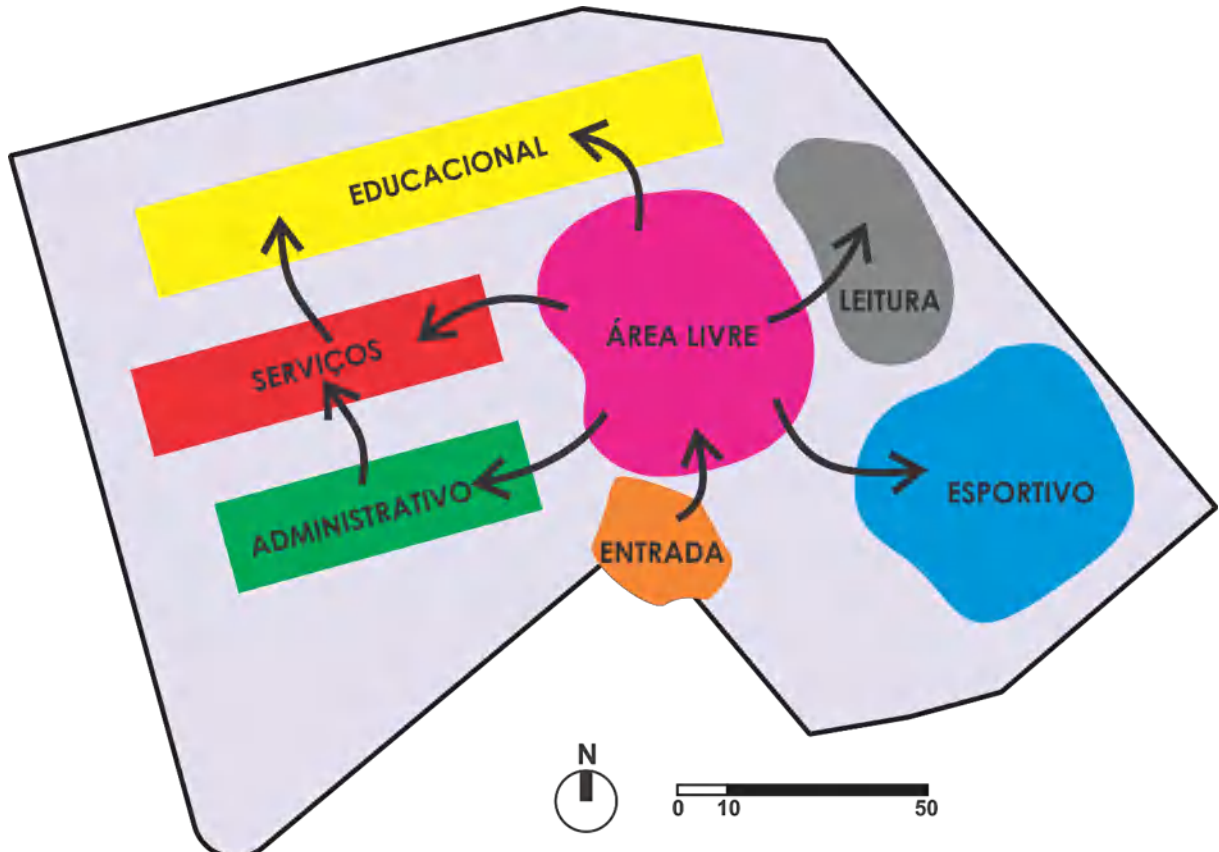 EDUCACIONAL
LEITURA
ÁREA LIVRE
SERVIÇOS
ADMINISTRATIVO
ESPORTIVO
ENTRADA
N
0 10 50